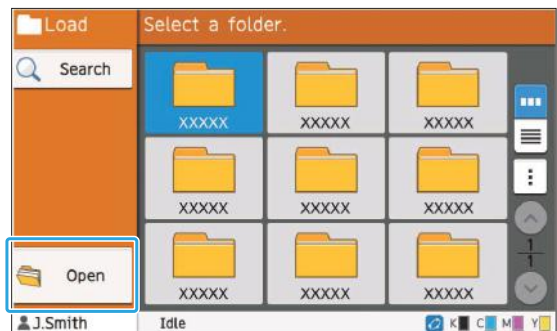 Load
Select a folder.
Search
XXXXX
XXXXX
XXXXX
XXXXX
XXXXX
XXXXX
XXXXX
XXXXX
XXXXX
1
1
Open
J.Smith
Idle
K
C
M
Y